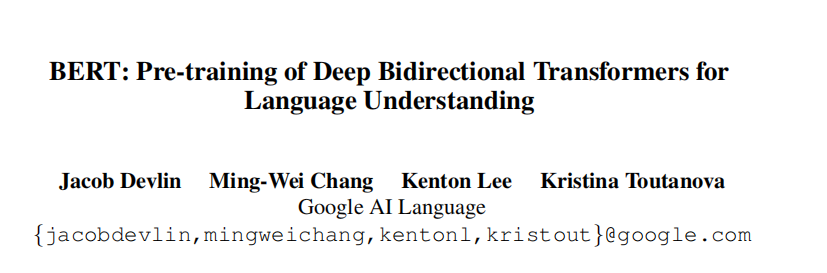 BERT: Pre-training of Deep Bidirectional Transformers for
Language Understanding
Jacob Devlin Ming-Wei Chang Kenton Lee Kristina Toutanova
Google AI Language
{jacobdevlin,mingweichang,kentonl,kristout}@google.com